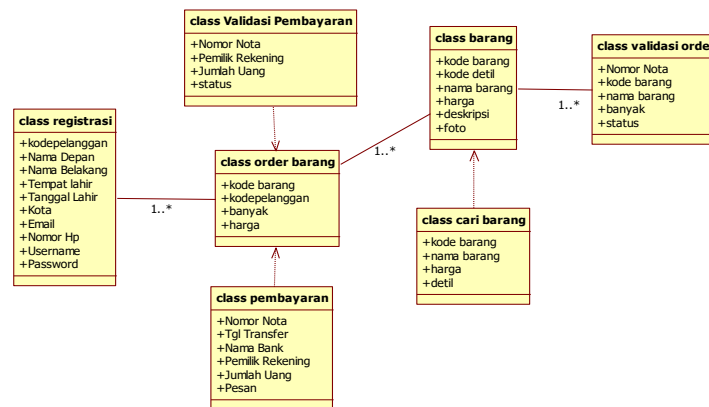 class Validasi Pembayaran
+Nomor Nota
+Pemilik Rekening
+Jumlah Uang
+status
class barang
+kode barang
+kode detil
+nama barang
+harga
+deskripsi
+foto
class validasi order
+Nomor Nota
+kode barang
+nama barang
+banyak
+status
1..*
class registrasi
+kodepelanggan
+Nama Depan
+Nama Belakang
+Tempat lahir
+Tanggal Lahir
+Kota
+Email
+Nomor Hp
+Username
+Password
1..*
class order barang
+kode barang
+kodepelanggan
+banyak
+harga
1..*
class cari barang
+kode barang
+nama barang
+harga
+detil
class pembayaran
+Nomor Nota
+Tgl Transfer
+Nama Bank
+Pemilik Rekening
+Jumlah Uang
+Pesan